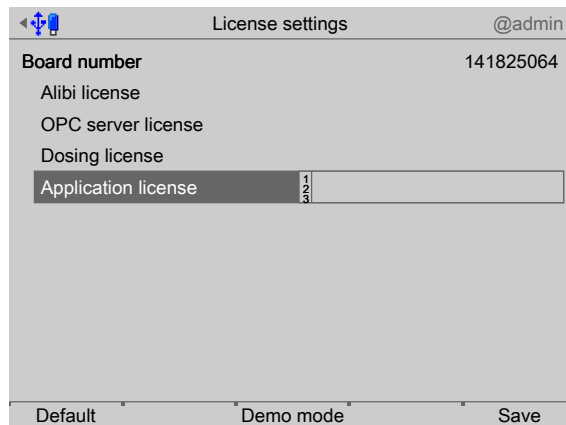 License settings @admin
Board number 141825064
Alibi license
OPC server license
Dosing license
Application license 1 2 3
Default Demo mode Save